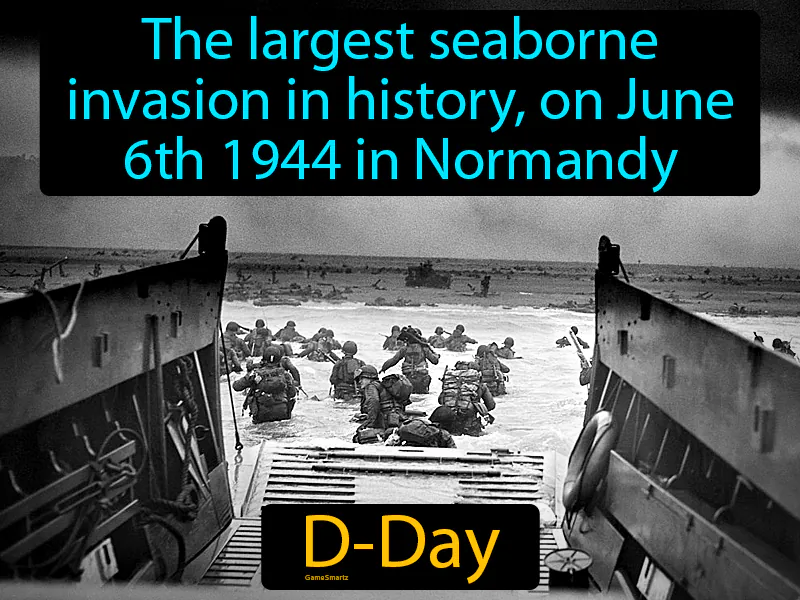 The largest seaborne
invasion in history, on June
6th 1944 in Normandy
D-Day
GameSmartz